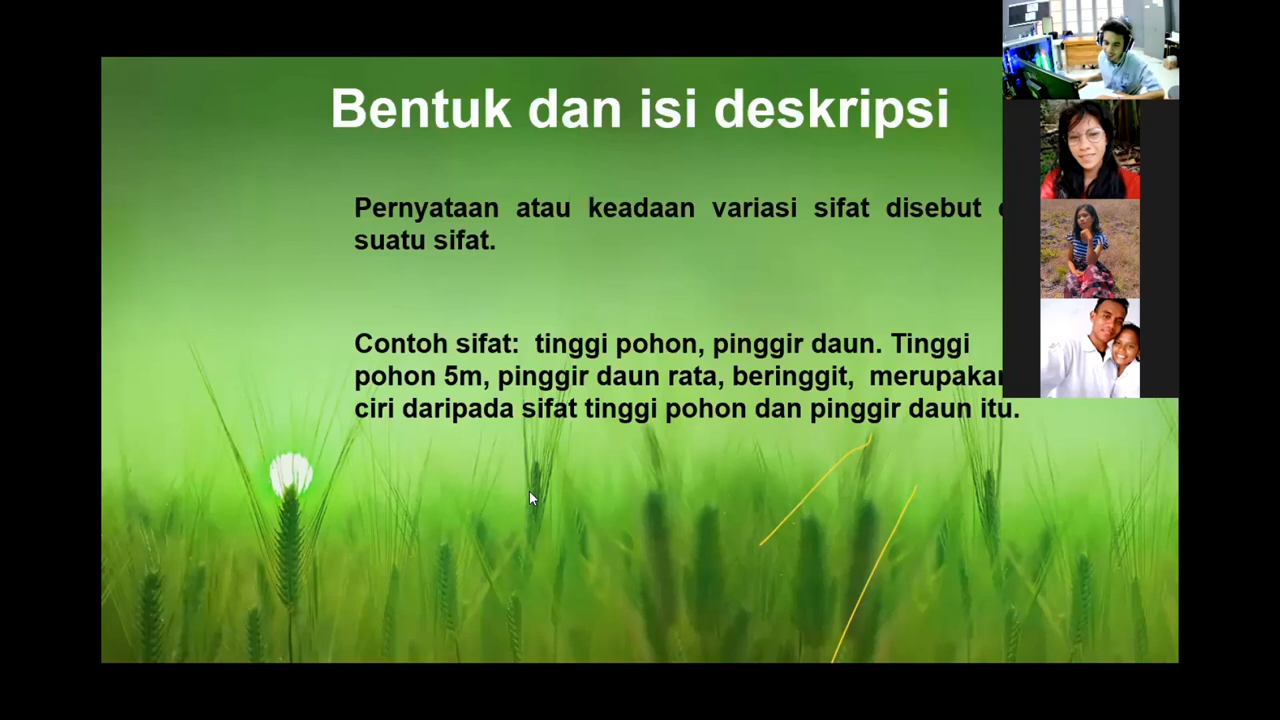 Bentuk dan isi deskripsi
Pernyataan atau keadaan variasi sifat disebut
suatu sifat.
Contoh sifat: tinggi pohon, pinggir daun. Tinggi
pohon 5m, pinggir daun rata, beringgit, merupakan
ciri daripada sifat tinggi pohon dan pinggir daun itu.